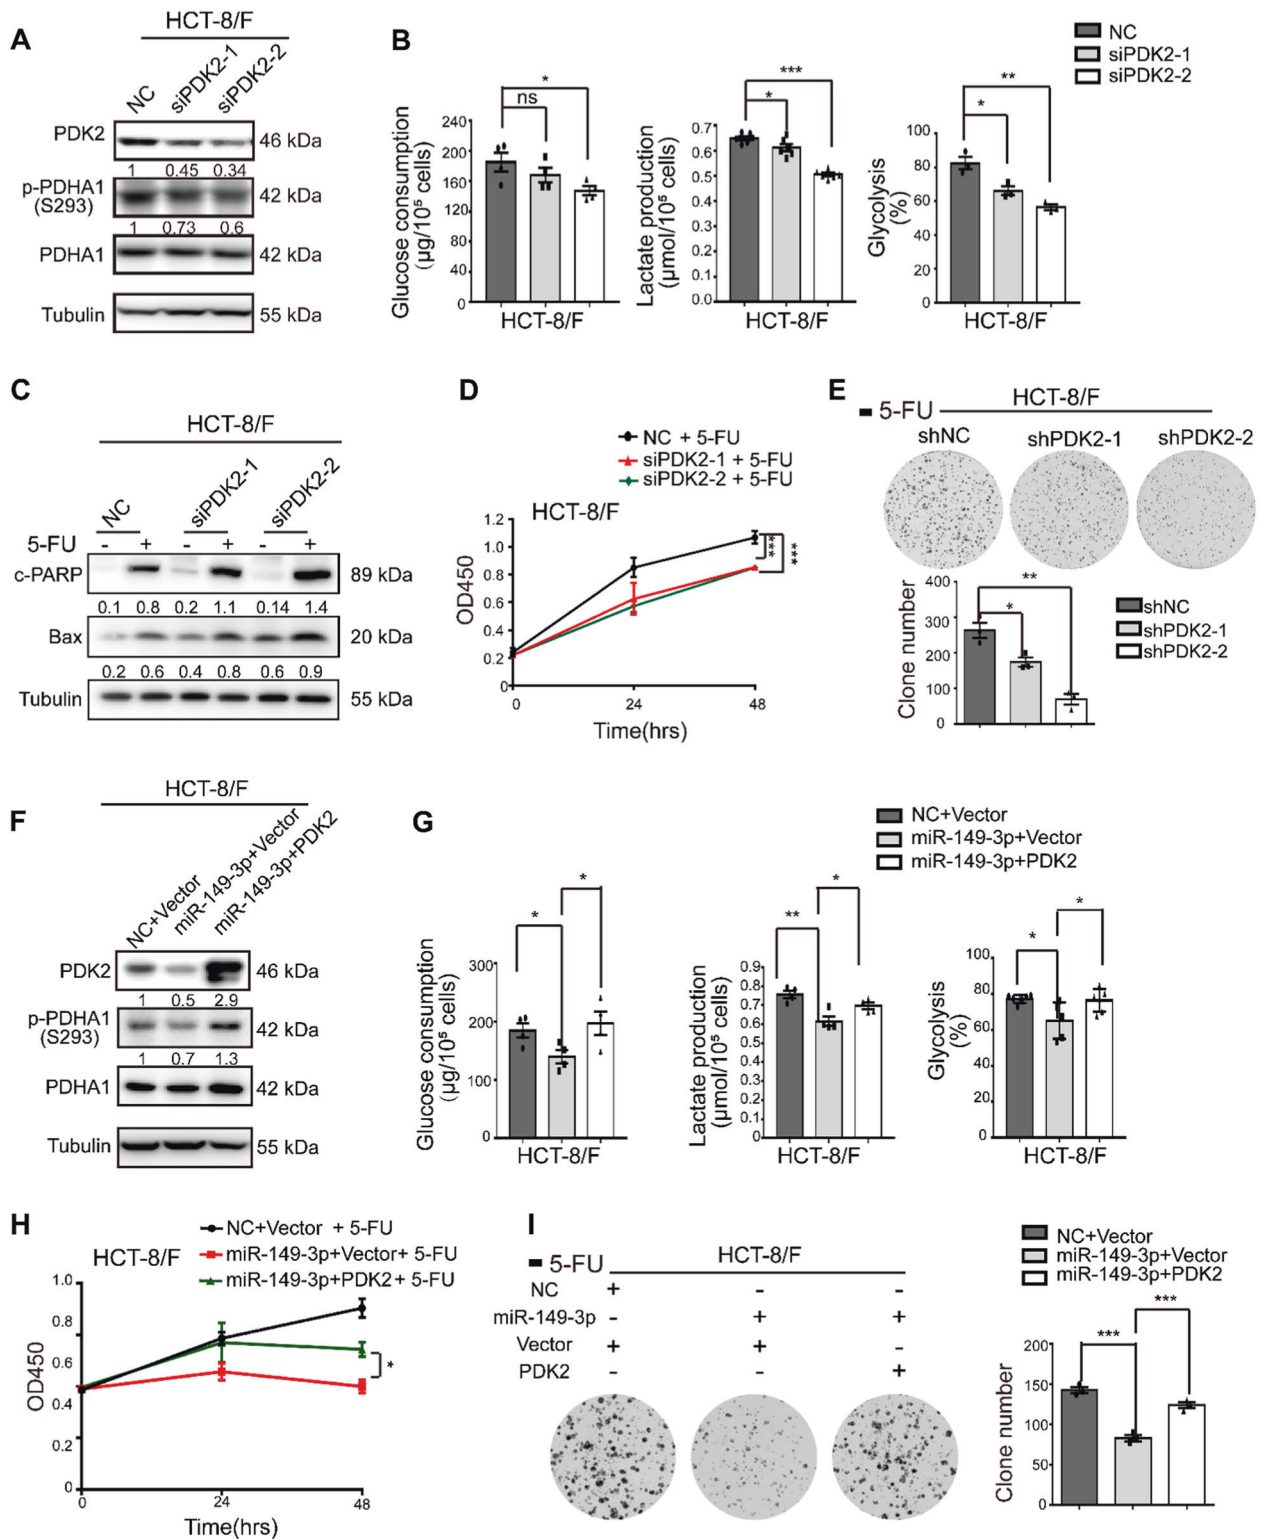 A
HCT-8/F
NC
siPDK2-1
siPDK2-2
PDK2
46 kDa
1 0.45 0.34
p-PDHA1
(S293)
42 kDa
1 0.73 0.6
PDHA1
42 kDa
Tubulin
55 kDa
B
NC
siPDK2-1
siPDK2-2
Glucose consumption
(μg/10⁵ cells)
240
200
160
120
80
40
0
ns
*
HCT-8/F
Lactate production
(μmol/10⁵ cells)
0.7
0.6
0.5
0.4
0.3
0.2
0.1
0.0
*
***
HCT-8/F
Glycolysis
(%)
100
80
60
40
20
0
*
**
HCT-8/F
C
HCT-8/F
NC
siPDK2-1
siPDK2-2
5-FU - + - + - +
c-PARP
89 kDa
0.1 0.8 0.2 1.1 0.14 1.4
Bax
20 kDa
0.2 0.6 0.4 0.8 0.6 0.9
Tubulin
55 kDa
D
NC + 5-FU
siPDK2-1 + 5-FU
siPDK2-2 + 5-FU
HCT-8/F
OD450
1.2
1.0
0.8
0.6
0.4
0.2
***
***
0 24 48
Time(hrs)
E
5-FU
HCT-8/F
shNC shPDK2-1 shPDK2-2
Clone number
400
300
200
100
0
*
**
shNC
shPDK2-1
shPDK2-2
F
HCT-8/F
NC+Vector
miR-149-3p+Vector
miR-149-3p+PDK2
PDK2
46 kDa
1 0.5 2.9
p-PDHA1
(S293)
42 kDa
1 0.7 1.3
PDHA1
42 kDa
Tubulin
55 kDa
G
NC+Vector
miR-149-3p+Vector
miR-149-3p+PDK2
Glucose consumption
(μg/10⁵ cells)
300
200
100
0
*
*
HCT-8/F
Lactate production
(μmol/10⁵ cells)
0.9
0.8
0.7
0.6
0.5
0.4
0.3
0.2
0.1
0
**
*
HCT-8/F
Glycolysis
(%)
100
80
60
40
20
0
*
*
HCT-8/F
H
NC+Vector + 5-FU
miR-149-3p+Vector+ 5-FU
miR-149-3p+PDK2 + 5-FU
HCT-8/F
OD450
1.0
0.8
0.6
0.4
0.2
0
*
0 24 48
Time(hrs)
I
5-FU
HCT-8/F
NC + - -
miR-149-3p - + +
Vector + + -
PDK2 - - +
NC+Vector
miR-149-3p+Vector
miR-149-3p+PDK2
Clone number
200
150
100
50
0
***
***